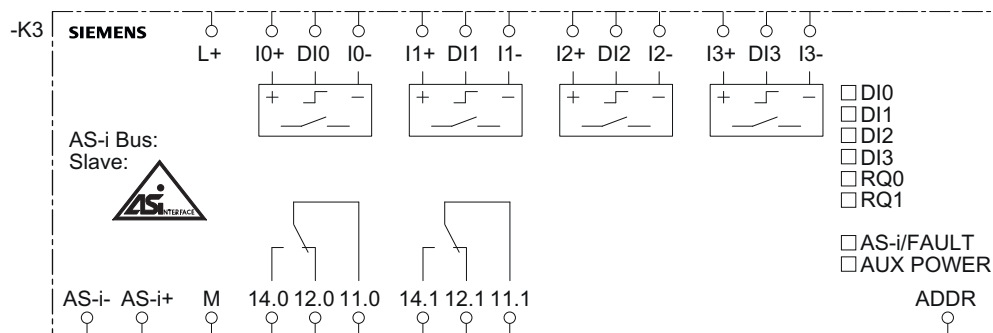 -K3 SIEMENS
L+ I0+ DI0 I0- I1+ DI1 I1- I2+ DI2 I2- I3+ DI3 I3-
+ − + − + − + −
DI0
DI1
DI2
DI3
RQ0
RQ1
AS-i Bus:
Slave:
ASi INTERFACE
AS-i/FAULT
AUX POWER
AS-i- AS-i+ M 14.0 12.0 11.0 14.1 12.1 11.1 ADDR